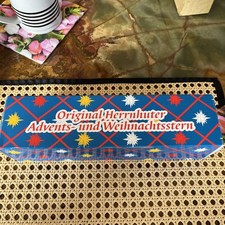 Original Herrnhuter
Advents- und Weihnachtsstern